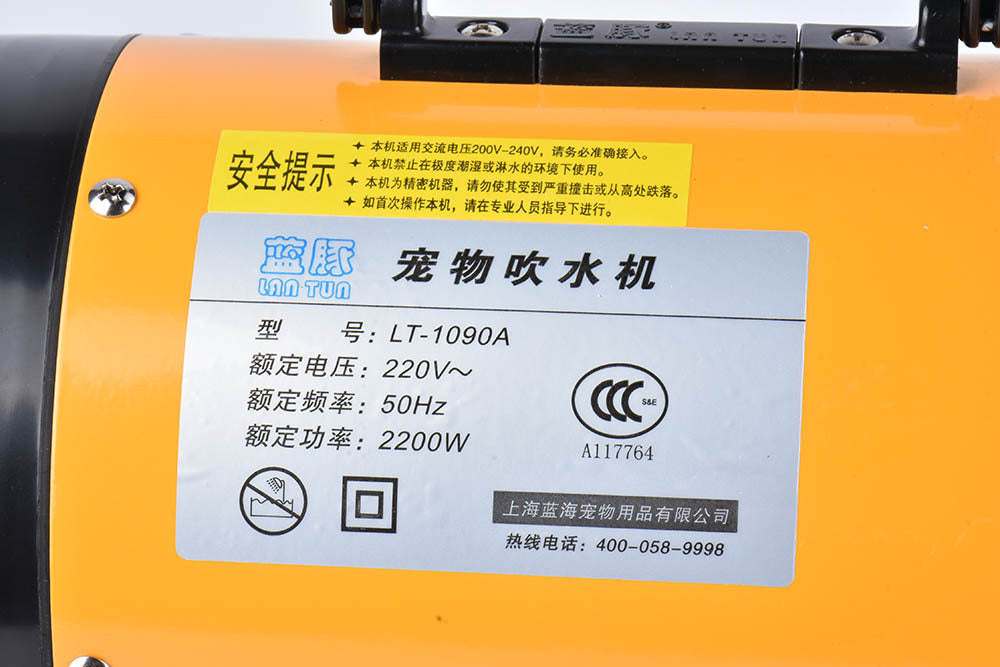 蓝豚® LAN TUN
安全提示
✦ 本机适用交流电压200V-240V，请务必准确接入。
✦ 本机禁止在极度潮湿或淋水的环境下使用。
✦ 本机为精密机器，请勿使其受到严重撞击或从高处跌落。
✦ 如首次操作本机，请在专业人员指导下进行。
蓝豚
LAN TUN
宠物吹水机
型 号：LT-1090A
额定电压：220V～
额定频率：50Hz
额定功率：2200W
CCC S&E
A117764
上海蓝海宠物用品有限公司
热线电话：400-058-9998